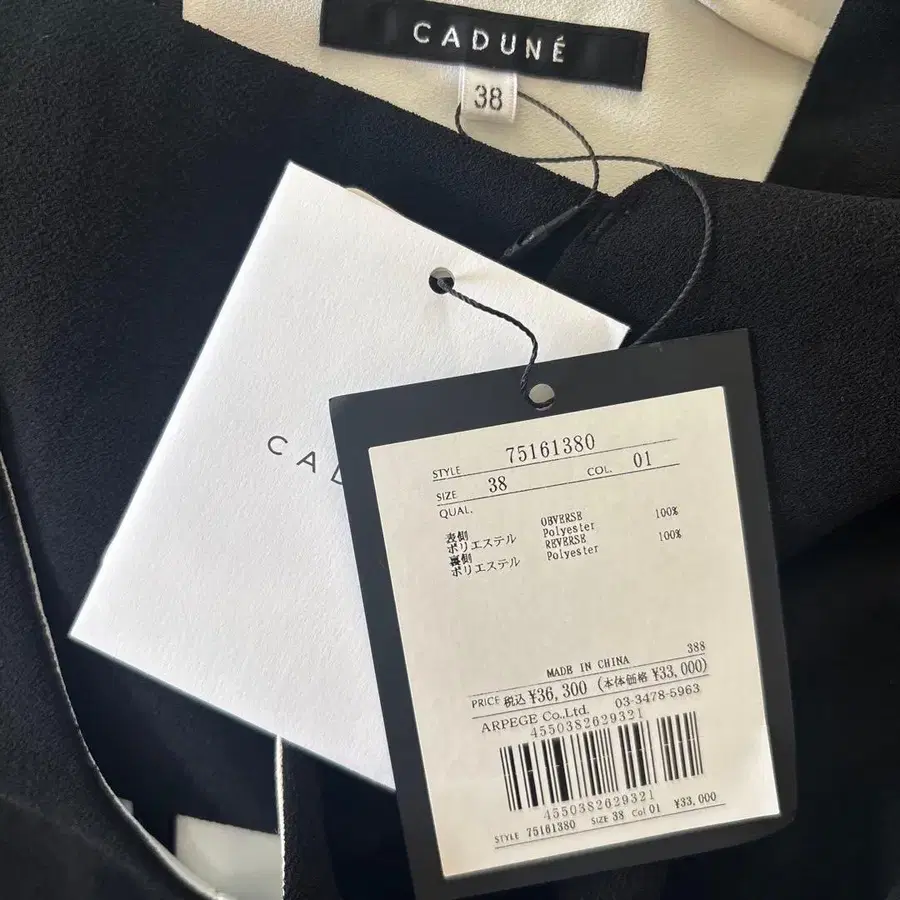 CADUNÉ
38
CAD
STYLE 75161380
SIZE 38 COL. 01
QUAL.
表側 OBVERSE
ポリエステル Polyester 100%
裏側 REVERSE
ポリエステル Polyester 100%
388
MADE IN CHINA
PRICE 税込 ¥36,300 (本体価格 ¥33,000)
ARPEGE Co.,Ltd. 03-3478-5963
4550382629321
4550382629321
STYLE 75161380 SIZE 38 Col 01 ¥33,000